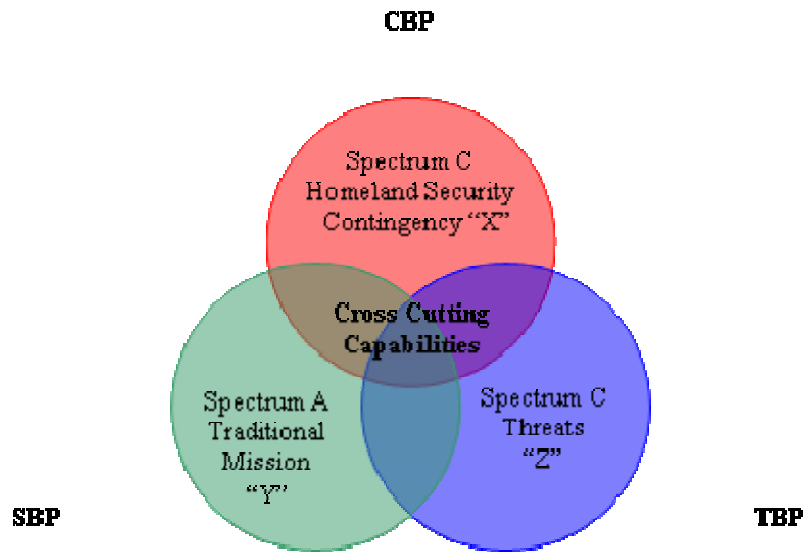 CBP
Spectrum C
Homeland Security
Contingency “X”
Cross Cutting
Capabilities
Spectrum A
Traditional
Mission
“Y”
Spectrum C
Threats
“Z”
SBP
TBP